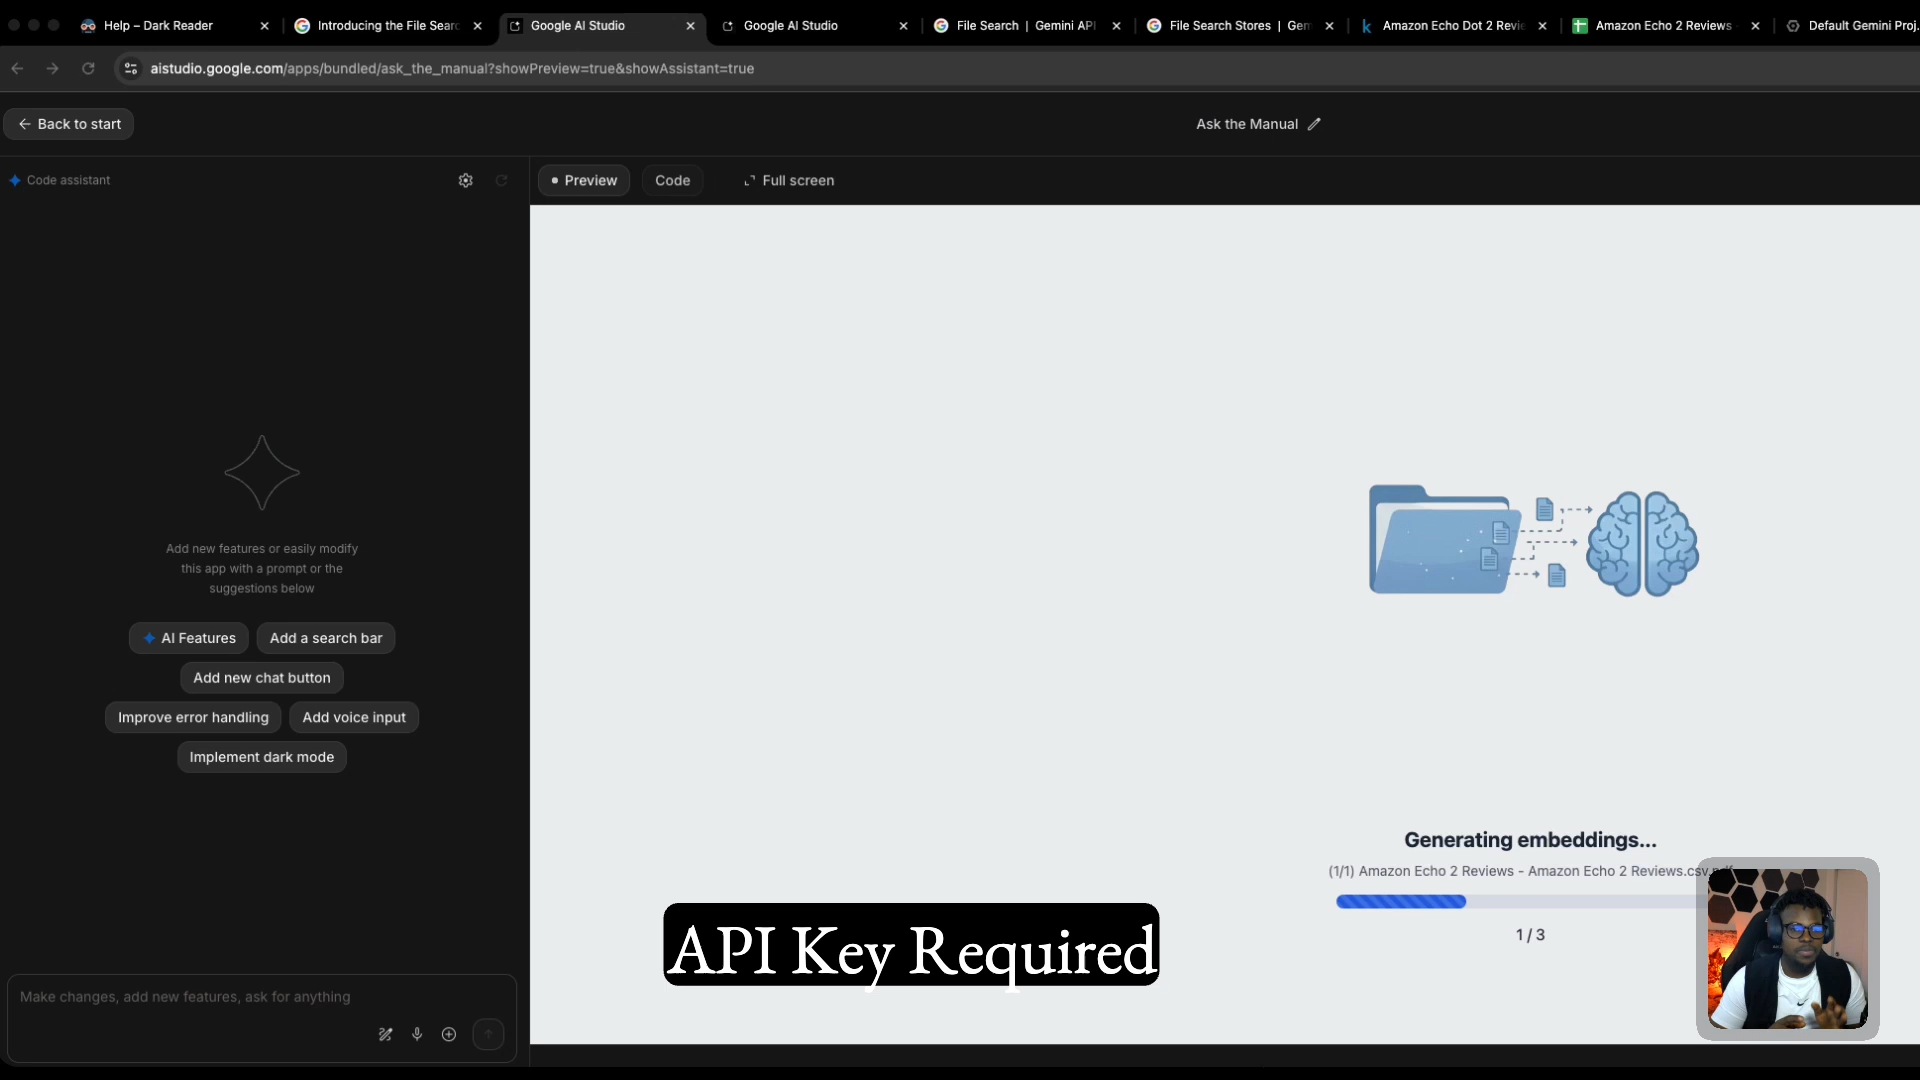 Help – Dark Reader
Introducing the File Searc
Google AI Studio
Google AI Studio
File Search | Gemini API
File Search Stores | Gem
Amazon Echo Dot 2 Revie
Amazon Echo 2 Reviews
Default Gemini Proj
aistudio.google.com/apps/bundled/ask_the_manual?showPreview=true&showAssistant=true
Back to start
Ask the Manual
Code assistant
Preview
Code
Full screen
Add new features or easily modify
this app with a prompt or the
suggestions below
AI Features
Add a search bar
Add new chat button
Improve error handling
Add voice input
Implement dark mode
Generating embeddings...
(1/1) Amazon Echo 2 Reviews - Amazon Echo 2 Reviews.csv.pdf
1 / 3
API Key Required
Make changes, add new features, ask for anything